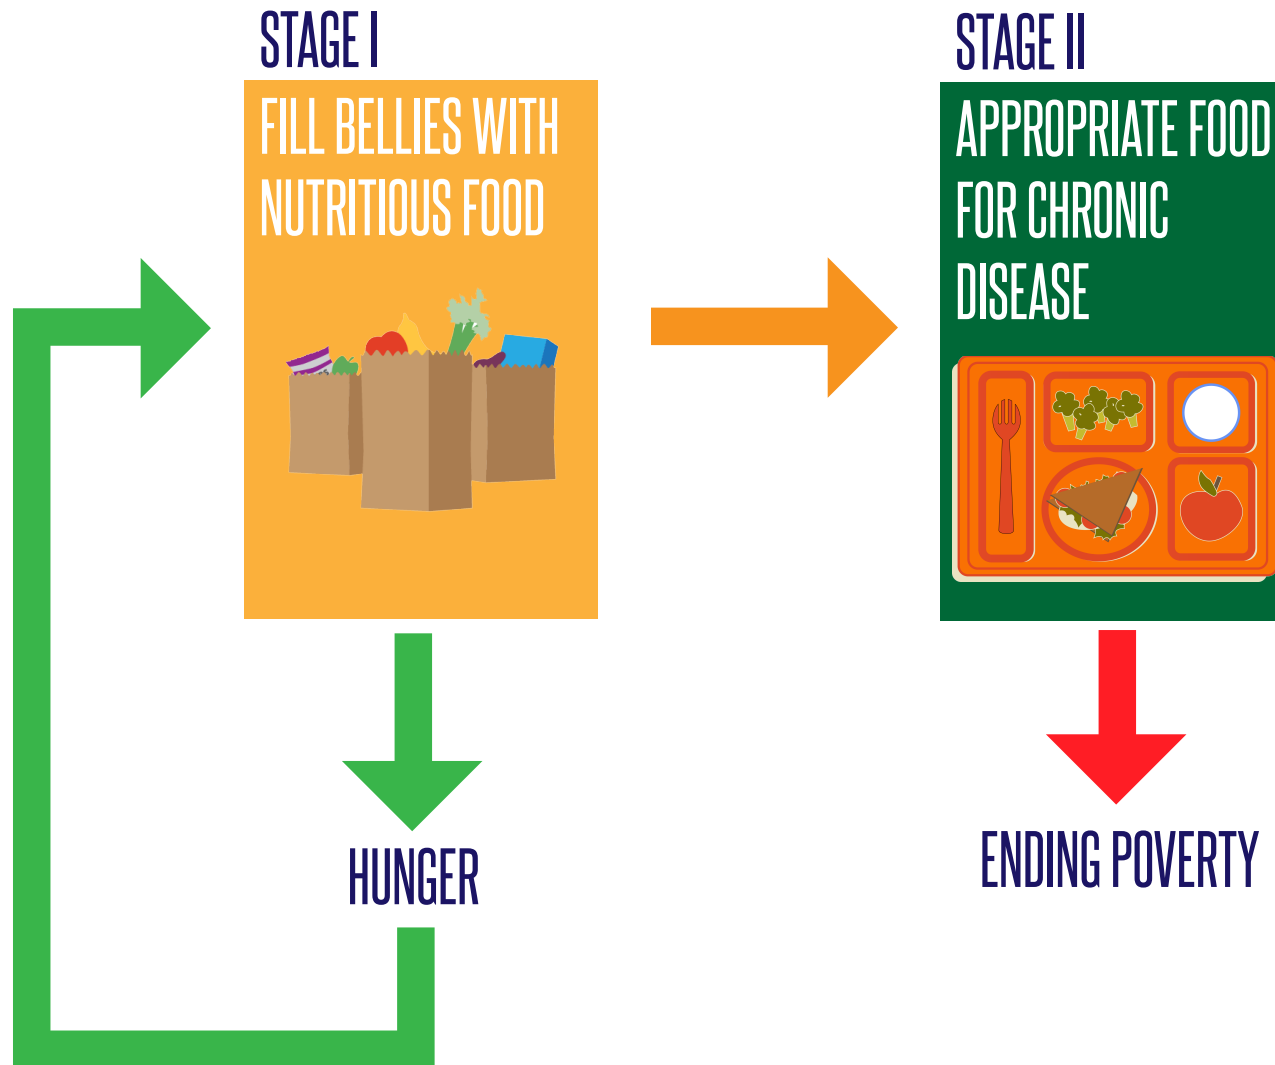 STAGE I
FILL BELLIES WITH
NUTRITIOUS FOOD
HUNGER
STAGE II
APPROPRIATE FOOD
FOR CHRONIC
DISEASE
ENDING POVERTY